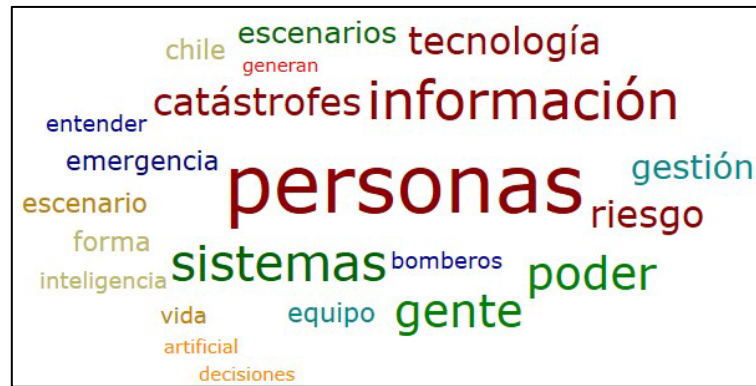 escenarios
chile
tecnología
generan
catástrofes
información
entender
emergencia
personas
gestión
escenario
riesgo
forma
sistemas
bomberos
poder
inteligencia
vida
equipo
gente
artificial
decisiones